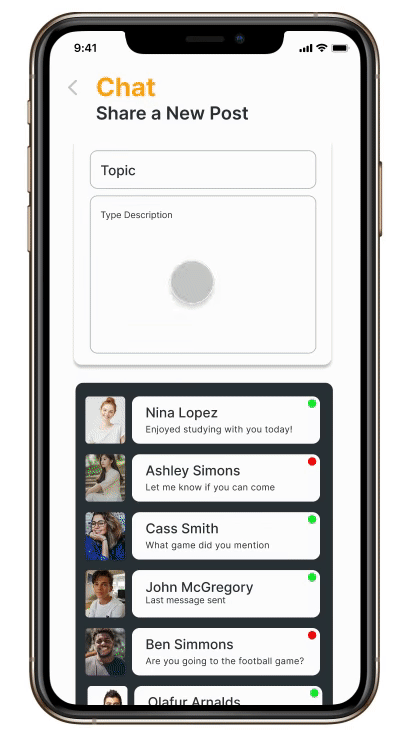 9:41
Chat
Share a New Post
Topic
Type Description
Nina Lopez
Enjoyed studying with you today!
Ashley Simons
Let me know if you can come
Cass Smith
What game did you mention
John McGregory
Last message sent
Ben Simmons
Are you going to the football game?
Olafur Arnalds